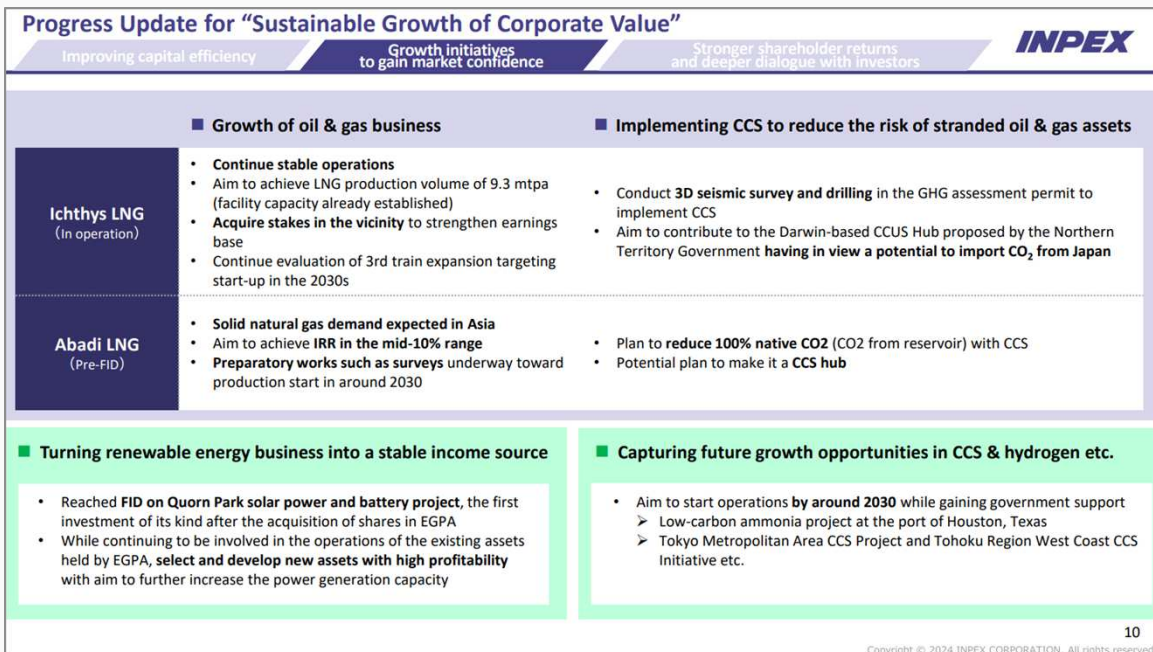 Progress Update for “Sustainable Growth of Corporate Value”
INPEX
Improving capital efficiency
Growth initiatives
to gain market confidence
Stronger shareholder returns
and deeper dialogue with investors
■ Growth of oil & gas business
■ Implementing CCS to reduce the risk of stranded oil & gas assets
Ichthys LNG
(In operation)
• Continue stable operations
• Aim to achieve LNG production volume of 9.3 mtpa
(facility capacity already established)
• Acquire stakes in the vicinity to strengthen earnings
base
• Continue evaluation of 3rd train expansion targeting
start-up in the 2030s
• Conduct 3D seismic survey and drilling in the GHG assessment permit to
implement CCS
• Aim to contribute to the Darwin-based CCUS Hub proposed by the Northern
Territory Government having in view a potential to import CO₂ from Japan
Abadi LNG
(Pre-FID)
• Solid natural gas demand expected in Asia
• Aim to achieve IRR in the mid-10% range
• Preparatory works such as surveys underway toward
production start in around 2030
• Plan to reduce 100% native CO2 (CO2 from reservoir) with CCS
• Potential plan to make it a CCS hub
■ Turning renewable energy business into a stable income source
• Reached FID on Quorn Park solar power and battery project, the first
investment of its kind after the acquisition of shares in EGPA
• While continuing to be involved in the operations of the existing assets
held by EGPA, select and develop new assets with high profitability
with aim to further increase the power generation capacity
■ Capturing future growth opportunities in CCS & hydrogen etc.
• Aim to start operations by around 2030 while gaining government support
➢ Low-carbon ammonia project at the port of Houston, Texas
➢ Tokyo Metropolitan Area CCS Project and Tohoku Region West Coast CCS
Initiative etc.
10
Copyright © 2024 INPEX CORPORATION. All rights reserved